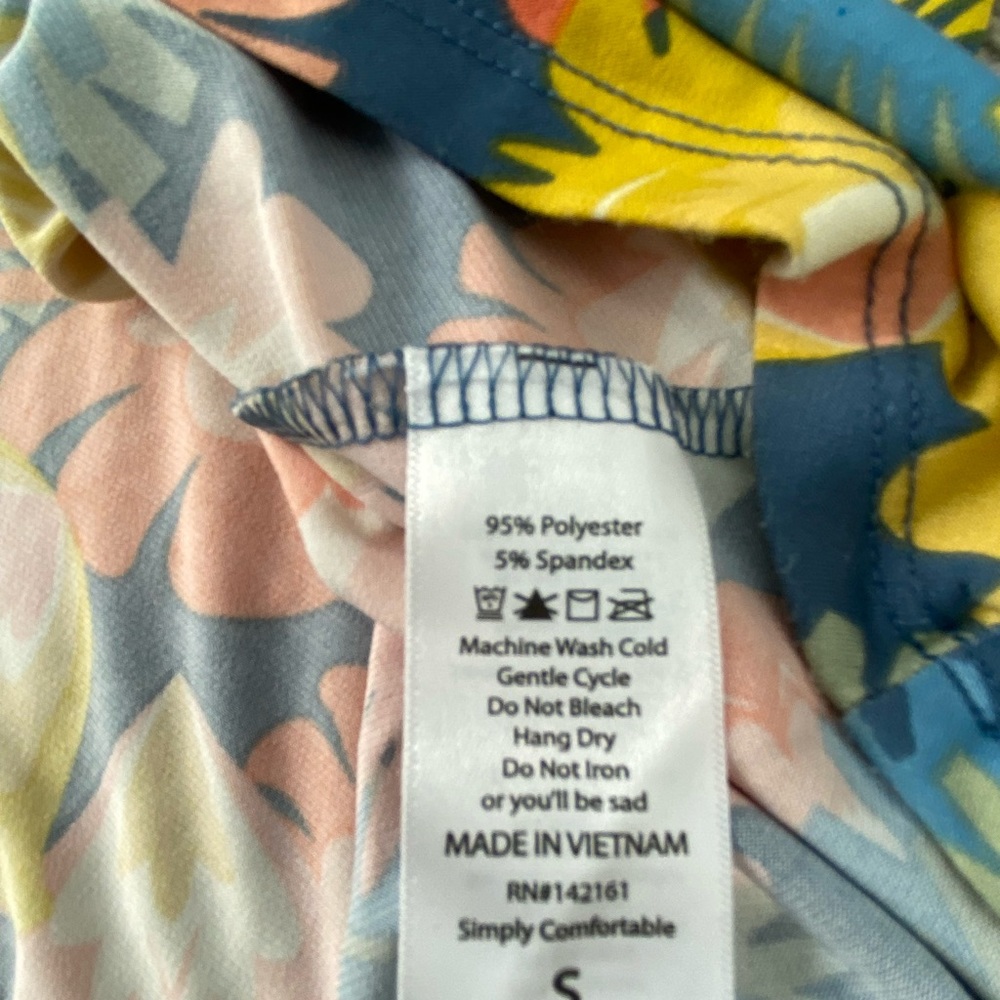 95% Polyester
5% Spandex
Machine Wash Cold
Gentle Cycle
Do Not Bleach
Hang Dry
Do Not Iron
or you'll be sad
MADE IN VIETNAM
RN#142161
Simply Comfortable
S